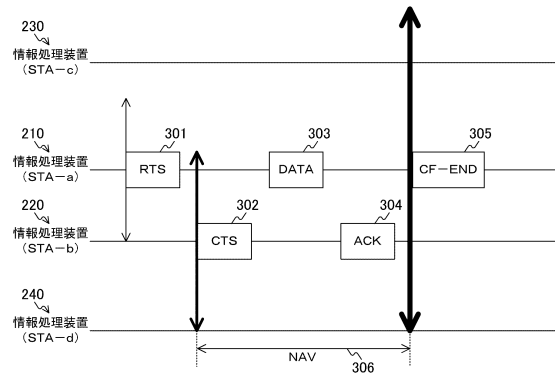 230
情報処理装置
(STA-c)
210
情報処理装置
(STA-a)
301
RTS
303
DATA
305
CF-END
220
情報処理装置
(STA-b)
302
CTS
304
ACK
240
情報処理装置
(STA-d)
NAV
306